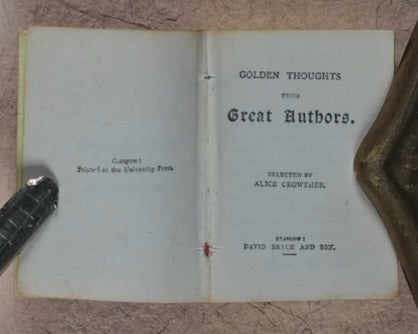 Glasgow:
Printed at the University Press.
GOLDEN THOUGHTS
FROM
Great Authors.
SELECTED BY
ALICE CROWTHER.
GLASGOW:
DAVID BRYCE AND SON.